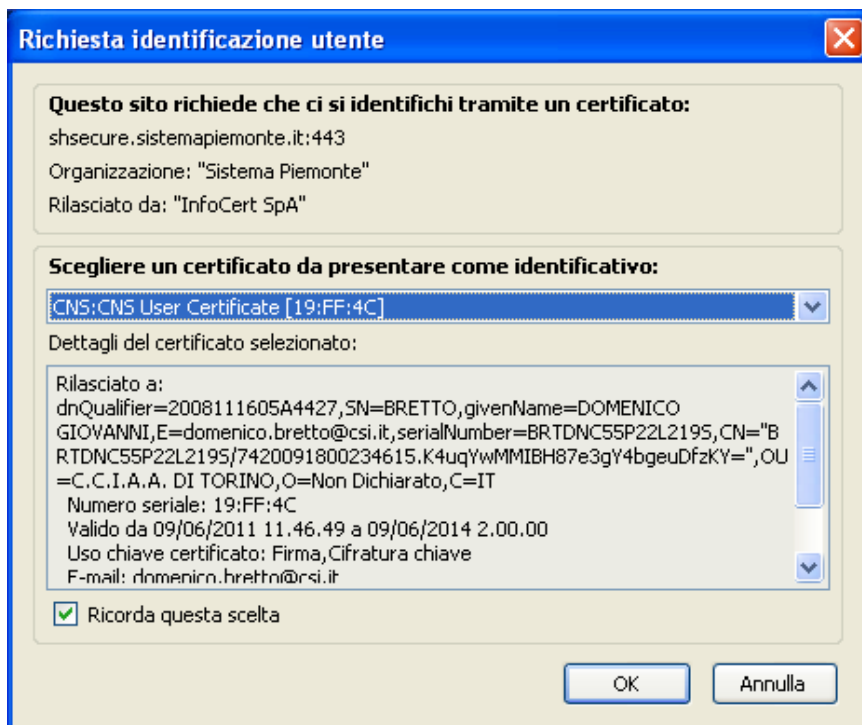 Richiesta identificazione utente
Questo sito richiede che ci si identifichi tramite un certificato:
shsecure.sistemapiemonte.it:443
Organizzazione: "Sistema Piemonte"
Rilasciato da: "InfoCert SpA"
Scegliere un certificato da presentare come identificativo:
CNS:CNS User Certificate [19:FF:4C]
Dettagli del certificato selezionato:
Rilasciato a:
dnQualifier=2008111605A4427,SN=BRETTO,givenName=DOMENICO
GIOVANNI,E=domenico.bretto@csi.it,serialNumber=BRTDNC55P22L219S,CN="B
RTDNC55P22L219S/7420091800234615.K4uqYwMMIBH87e3gY4bgeuDfzKY=",OU
=C.C.I.A.A. DI TORINO,O=Non Dichiarato,C=IT
Numero seriale: 19:FF:4C
Valido da 09/06/2011 11.46.49 a 09/06/2014 2.00.00
Uso chiave certificato: Firma,Cifratura chiave
E-mail: domenico.bretto@csi.it
Ricorda questa scelta
OK
Annulla